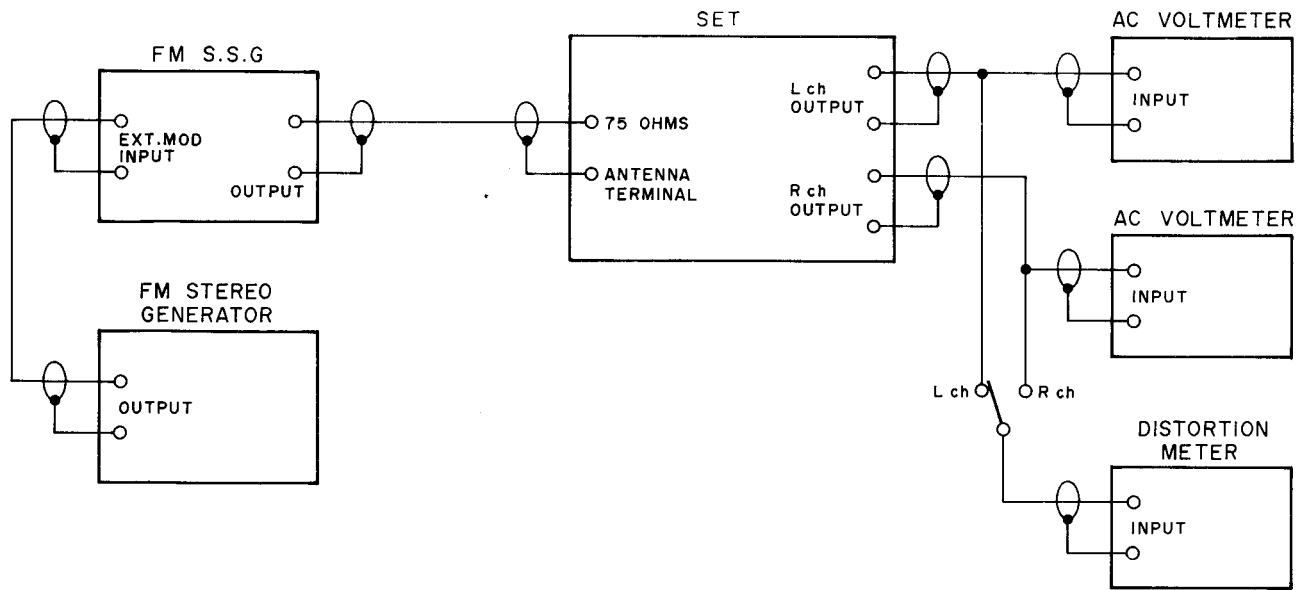 FM S.S.G
EXT.MOD
INPUT
OUTPUT
FM STEREO
GENERATOR
OUTPUT
SET
75 OHMS
ANTENNA
TERMINAL
L ch
OUTPUT
R ch
OUTPUT
AC VOLTMETER
INPUT
AC VOLTMETER
INPUT
L ch
R ch
DISTORTION
METER
INPUT